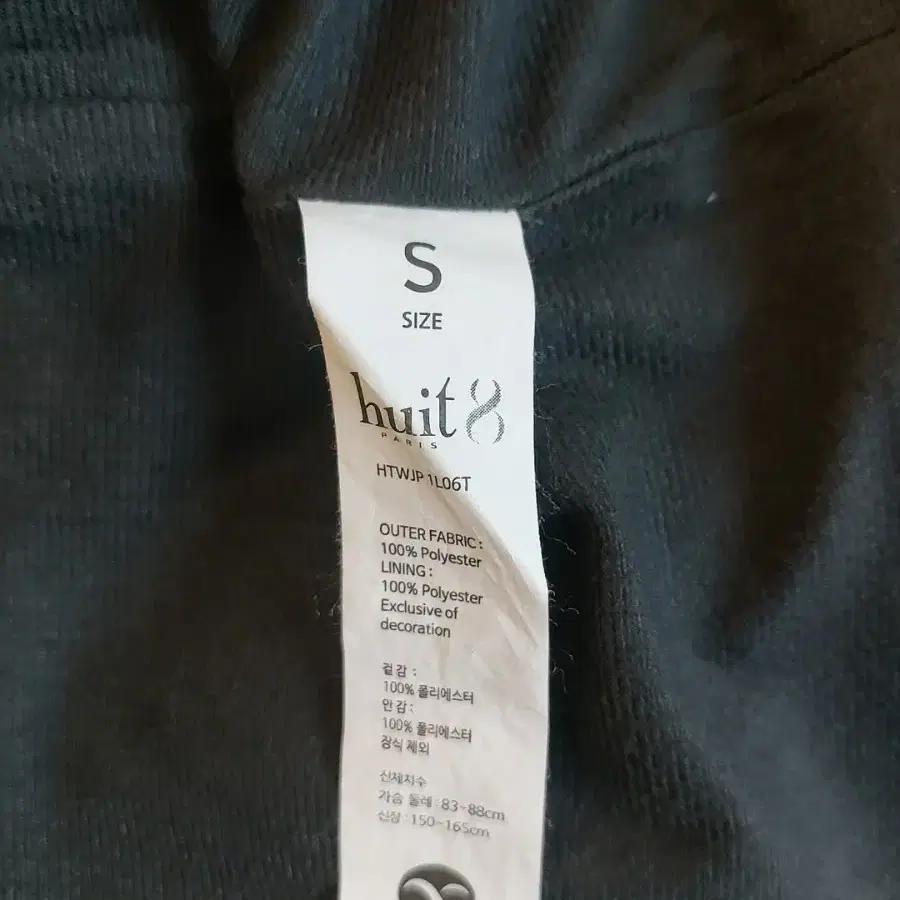 S
SIZE
huit 8
PARIS
HTWJP 1L06T
OUTER FABRIC :
100% Polyester
LINING :
100% Polyester
Exclusive of
decoration
겉감 :
100% 폴리에스터
안감 :
100% 폴리에스터
장식 제외
신체치수
가슴 둘레 : 83~88cm
신장 : 150~165cm